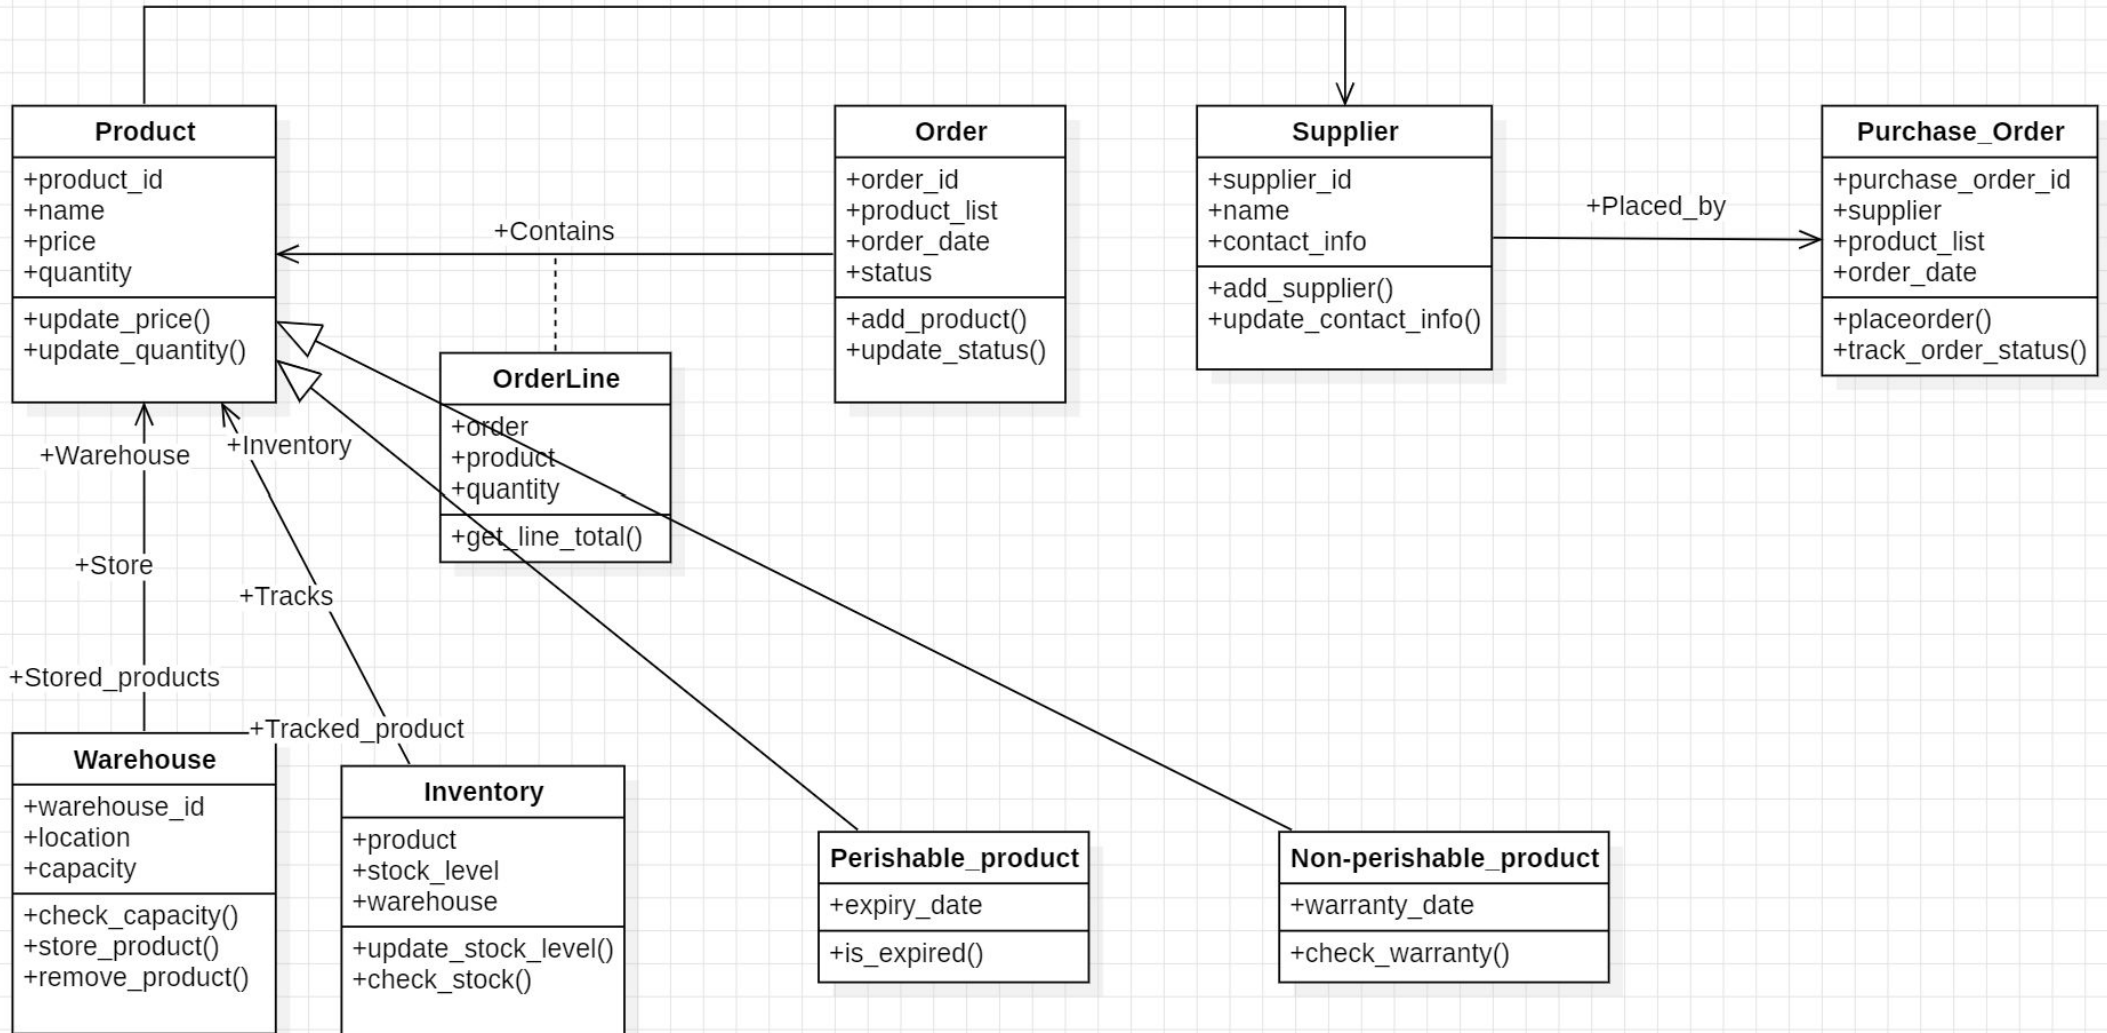 Product
+product_id
+name
+price
+quantity
+update_price()
+update_quantity()
+Contains
Order
+order_id
+product_list
+order_date
+status
+add_product()
+update_status()
Supplier
+supplier_id
+name
+contact_info
+add_supplier()
+update_contact_info()
+Placed_by
Purchase_Order
+purchase_order_id
+supplier
+product_list
+order_date
+placeorder()
+track_order_status()
OrderLine
+order
+product
+quantity
+get_line_total()
+Warehouse
+Inventory
+Store
+Tracks
+Stored_products
+Tracked_product
Warehouse
+warehouse_id
+location
+capacity
+check_capacity()
+store_product()
+remove_product()
Inventory
+product
+stock_level
+warehouse
+update_stock_level()
+check_stock()
Perishable_product
+expiry_date
+is_expired()
Non-perishable_product
+warranty_date
+check_warranty()